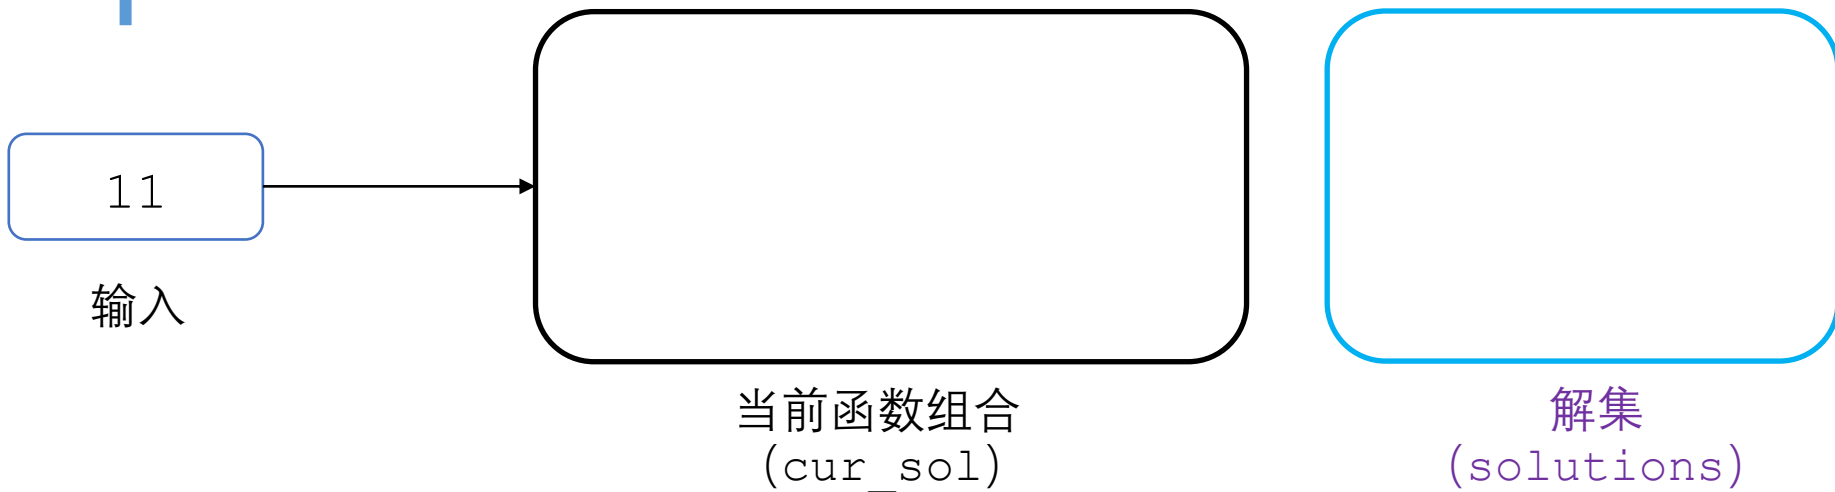 11
输入
当前函数组合
(cur_sol)
解集
(solutions)